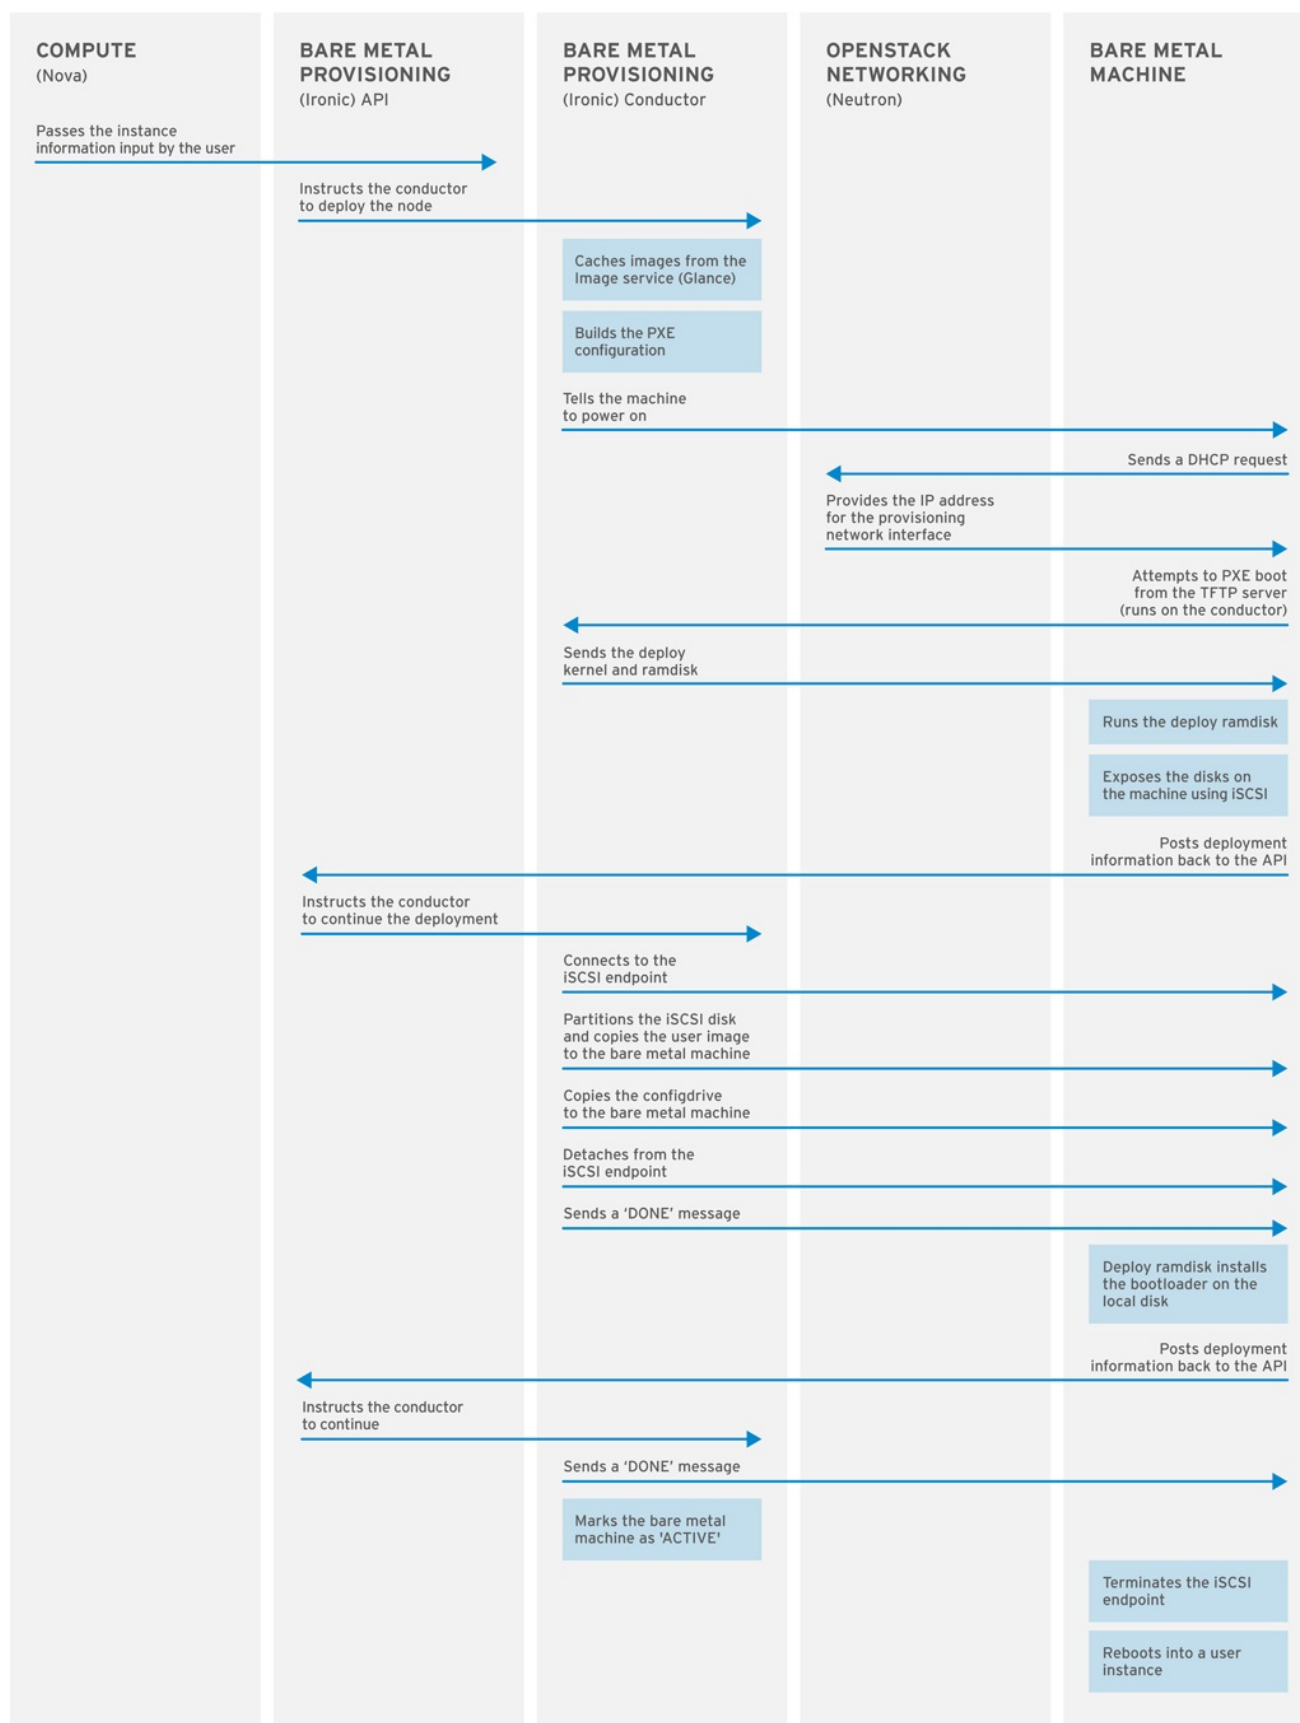 COMPUTE
(Nova)
BARE METAL
PROVISIONING
(Ironic) API
BARE METAL
PROVISIONING
(Ironic) Conductor
OPENSTACK
NETWORKING
(Neutron)
BARE METAL
MACHINE
Passes the instance
information input by the user
Instructs the conductor
to deploy the node
Caches images from the
Image service (Glance)
Builds the PXE
configuration
Tells the machine
to power on
Sends a DHCP request
Provides the IP address
for the provisioning
network interface
Attempts to PXE boot
from the TFTP server
(runs on the conductor)
Sends the deploy
kernel and ramdisk
Runs the deploy ramdisk
Exposes the disks on
the machine using iSCSI
Posts deployment
information back to the API
Instructs the conductor
to continue the deployment
Connects to the
iSCSI endpoint
Partitions the iSCSI disk
and copies the user image
to the bare metal machine
Copies the configdrive
to the bare metal machine
Detaches from the
iSCSI endpoint
Sends a ‘DONE’ message
Deploy ramdisk installs
the bootloader on the
local disk
Posts deployment
information back to the API
Instructs the conductor
to continue
Sends a ‘DONE’ message
Marks the bare metal
machine as 'ACTIVE'
Terminates the iSCSI
endpoint
Reboots into a user
instance